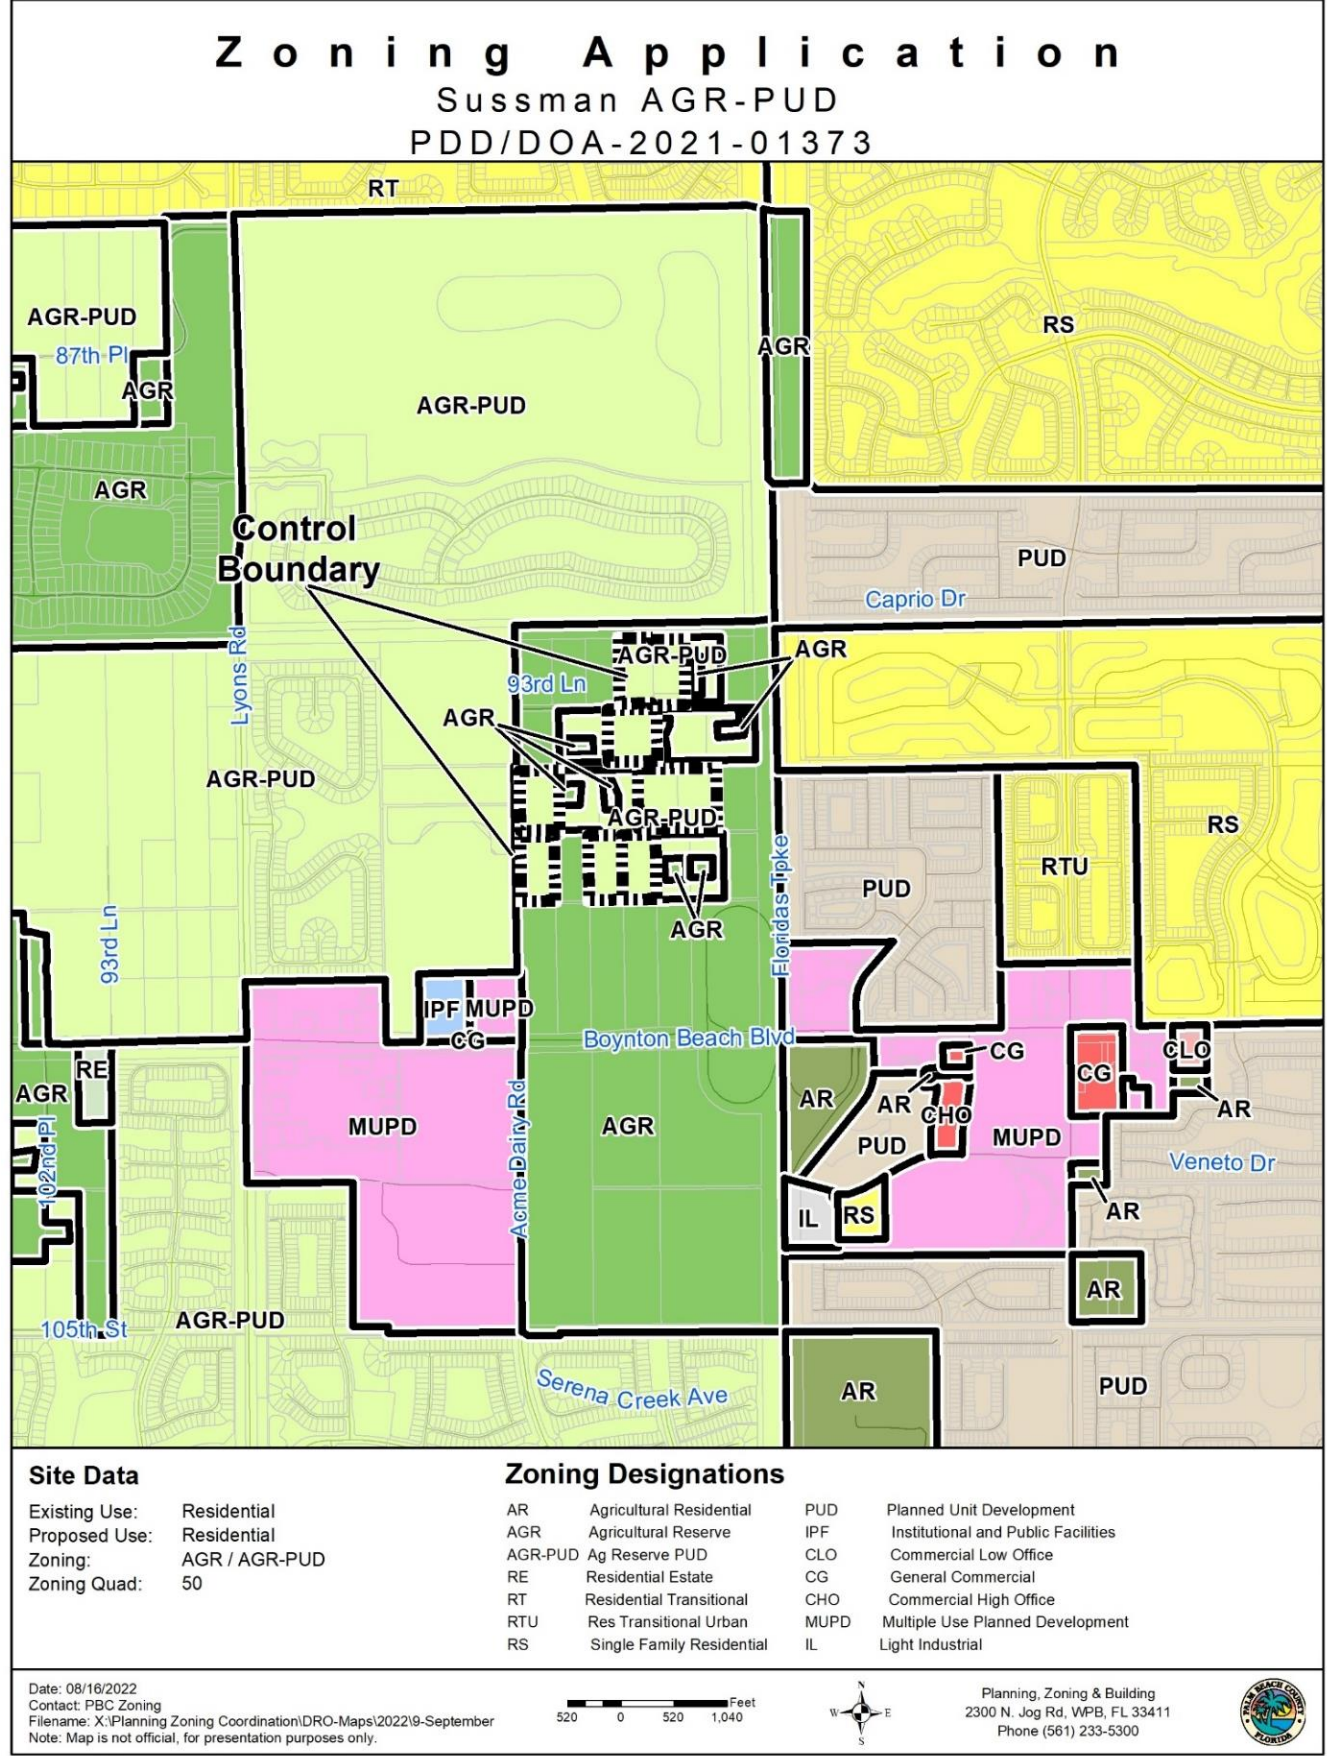 Zoning Application
Sussman AGR-PUD
PDD/DOA-2021-01373
RT
AGR-PUD
87th Pl
AGR
AGR
RS
AGR-PUD
AGR
Control
Boundary
PUD
Caprio Dr
Lyons Rd
93rd Ln
AGR-PUD
AGR
AGR
AGR-PUD
AGR-PUD
RS
RTU
PUD
Floridas Tpke
AGR
93rd Ln
IPF MUPD
CG
Boynton Beach Blvd
CG
CLO
RE
AGR
CG
AR
AR
CHO
AR
MUPD
AGR
MUPD
PUD
102nd Pl
Acme Dairy Rd
Veneto Dr
IL
RS
AR
AR
105th St
AGR-PUD
Serena Creek Ave
AR
PUD
Site Data
Existing Use: Residential
Proposed Use: Residential
Zoning: AGR / AGR-PUD
Zoning Quad: 50
Zoning Designations
AR Agricultural Residential
AGR Agricultural Reserve
AGR-PUD Ag Reserve PUD
RE Residential Estate
RT Residential Transitional
RTU Res Transitional Urban
RS Single Family Residential
PUD Planned Unit Development
IPF Institutional and Public Facilities
CLO Commercial Low Office
CG General Commercial
CHO Commercial High Office
MUPD Multiple Use Planned Development
IL Light Industrial
Date: 08/16/2022
Contact: PBC Zoning
Filename: X:\Planning Zoning Coordination\DRO-Maps\2022\9-September
Note: Map is not official, for presentation purposes only.
Feet
520 0 520 1,040
N
W E
S
Planning, Zoning & Building
2300 N. Jog Rd, WPB, FL 33411
Phone (561) 233-5300
PALM BEACH COUNTY
FLORIDA